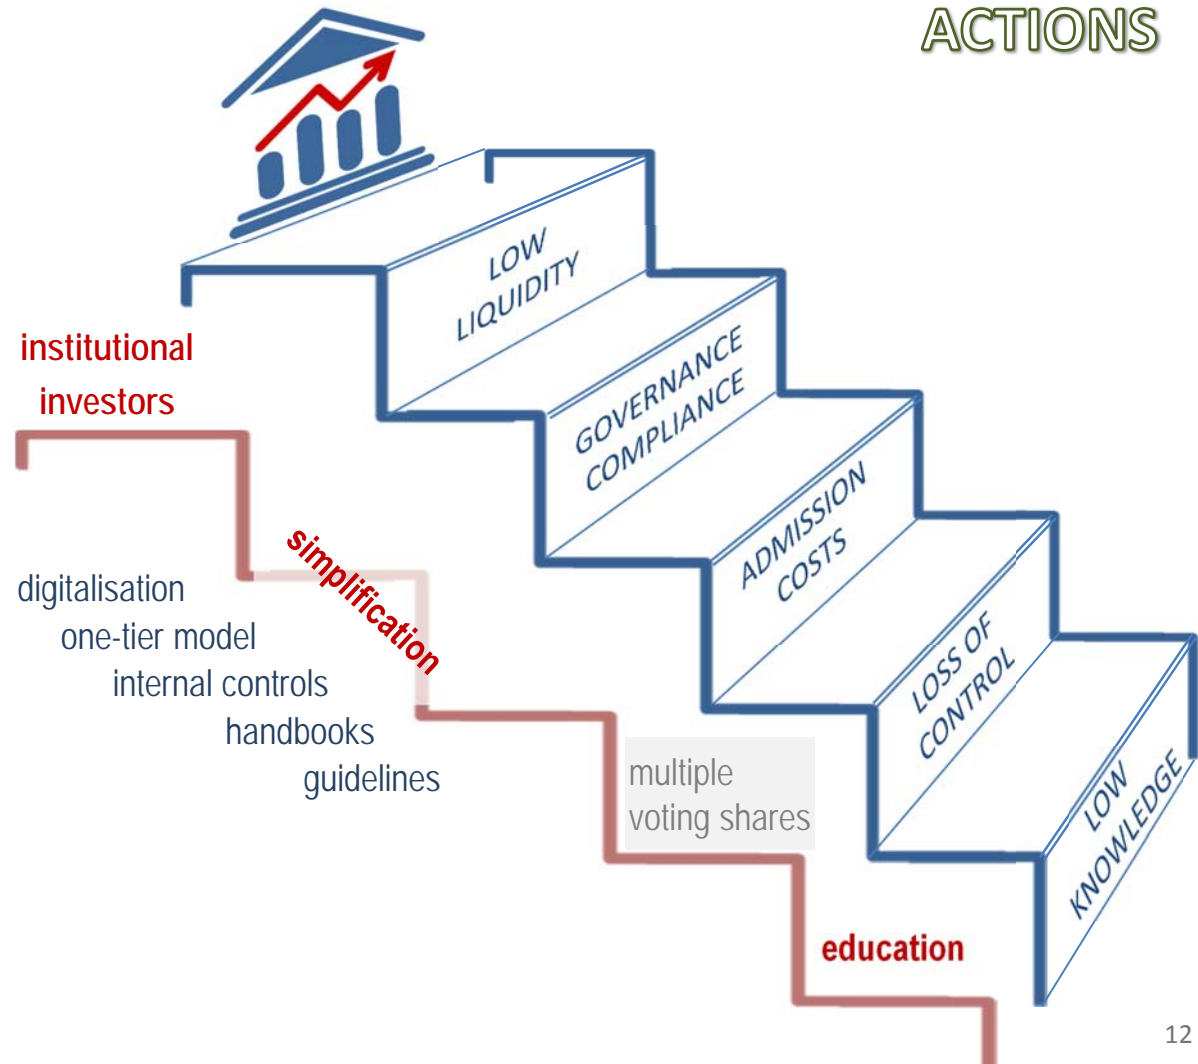 ACTIONS
LOW
LIQUIDITY
institutional
investors
GOVERNANCE
COMPLIANCE
ADMISSION
COSTS
simplification
digitalisation
one-tier model
internal controls
handbooks
guidelines
LOSS OF
CONTROL
multiple
voting shares
LOW
KNOWLEDGE
education
12